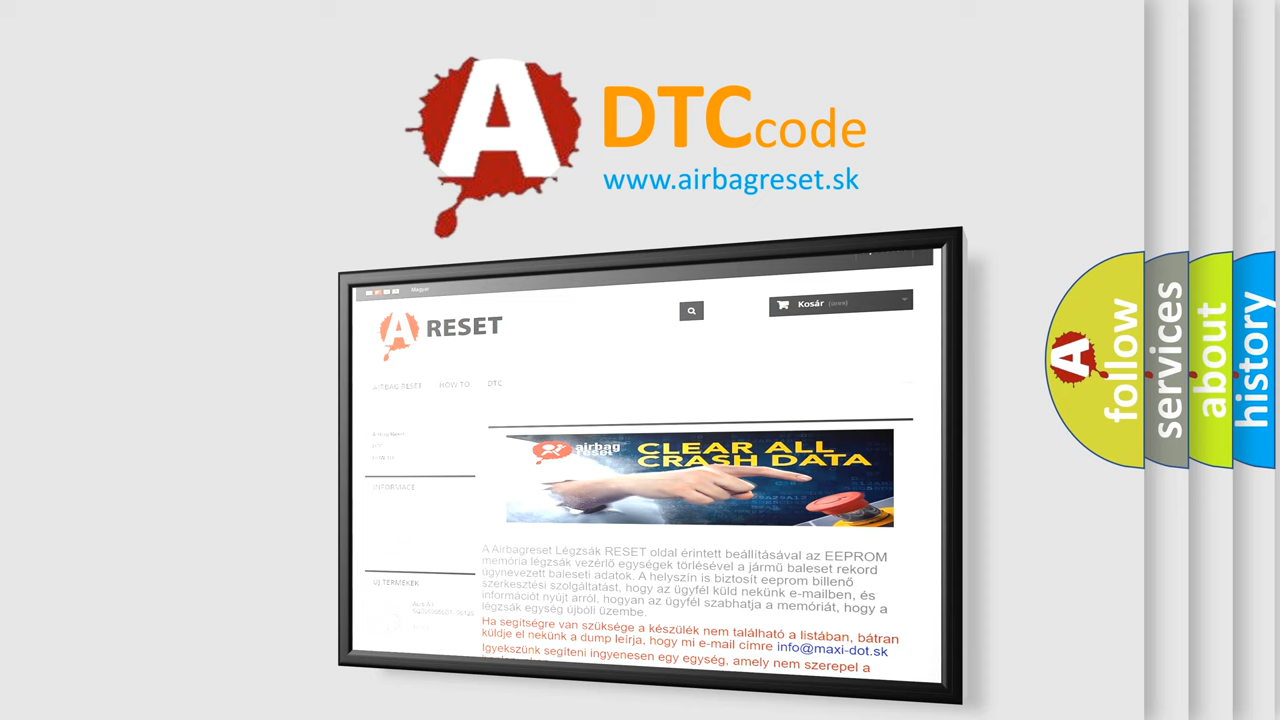 A
DTC code
www.airbagreset.sk
Magyar
A RESET
Kosár
AIRBAG RESET HOW TO DTC
Airbag Reset
INFORMACE
ÚJ TERMÉKEK
airbag
reset
CLEAR ALL
CRASH DATA
A Airbagreset Légzsák RESET oldal érintett beállításával az EEPROM
memória légzsák vezérlő egységek törlésével a jármű baleset rekord
úgynevezett baleseti adatok. A helyszín is biztosít eeprom billenő
szerkesztési szolgáltatást, hogy az ügyfél küld nekünk e-mailben, és
információt nyújt arról, hogyan az ügyfél szabhatja a memóriát, hogy a
légzsák egység újbóli üzembe.
Ha segítségre van szüksége a készülék nem található a listában, bátran
küldje el nekünk a dump leírja, hogy mi e-mail címre info@maxi-dot.sk
Igyekszünk segíteni ingyenesen egy egység, amely nem szerepel a
A
follow
services
about
history